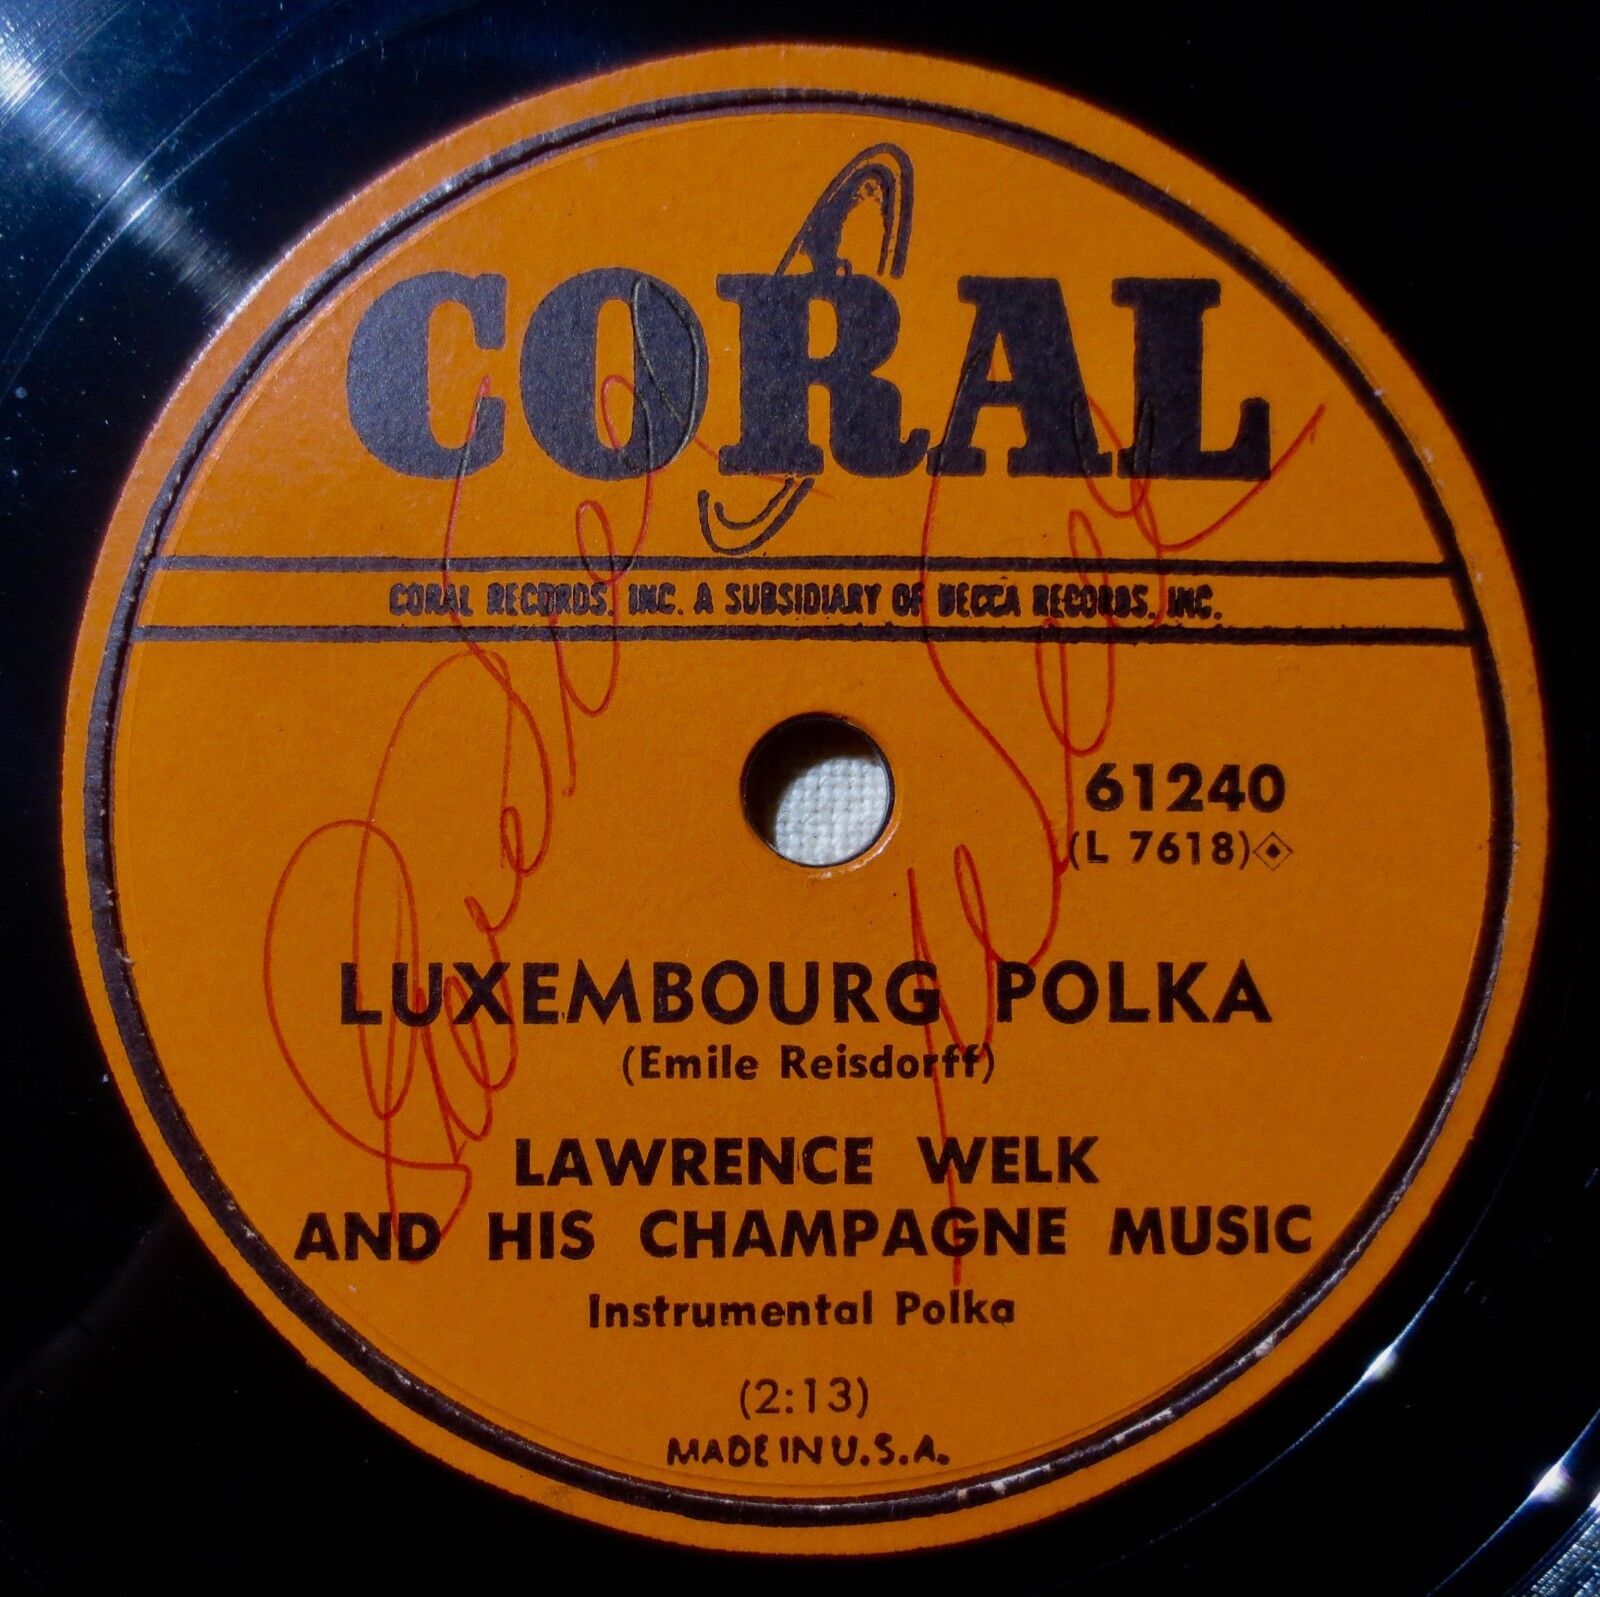 CORAL
CORAL RECORDS, INC. A SUBSIDIARY OF DECCA RECORDS, INC.
61240
(L 7618)
LUXEMBOURG POLKA
(Emile Reisdorff)
LAWRENCE WELK
AND HIS CHAMPAGNE MUSIC
Instrumental Polka
(2:13)
MADE IN U.S.A.